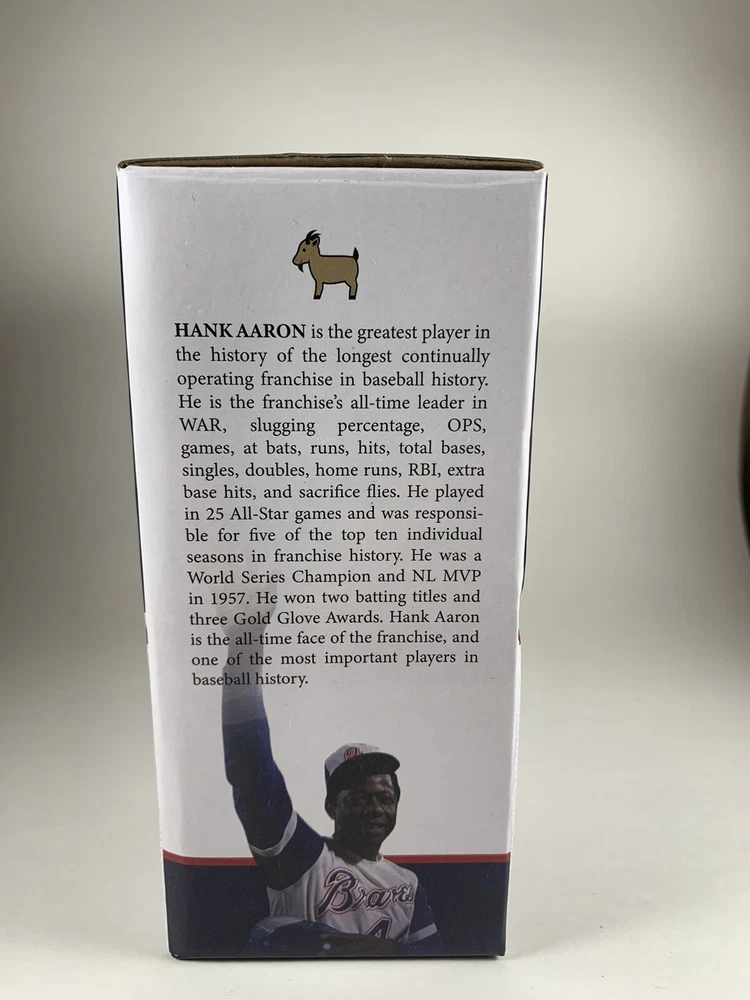 HANK AARON is the greatest player in
the history of the longest continually
operating franchise in baseball history.
He is the franchise's all-time leader in
WAR, slugging percentage, OPS,
games, at bats, runs, hits, total bases,
singles, doubles, home runs, RBI, extra
base hits, and sacrifice flies. He played
in 25 All-Star games and was responsi-
ble for five of the top ten individual
seasons in franchise history. He was a
World Series Champion and NL MVP
in 1957. He won two batting titles and
three Gold Glove Awards. Hank Aaron
is the all-time face of the franchise, and
one of the most important players in
baseball history.
Braves
4